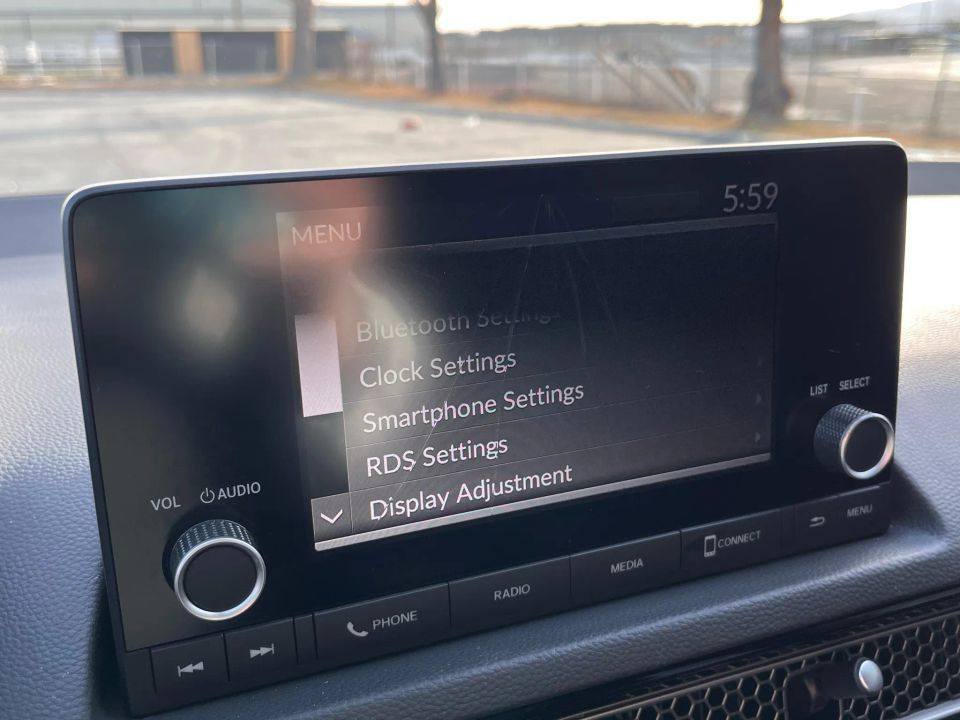 5:59
MENU
Bluetooth Settings
Clock Settings
Smartphone Settings
RDS Settings
Display Adjustment
LIST SELECT
VOL AUDIO
PHONE
RADIO
MEDIA
CONNECT
MENU